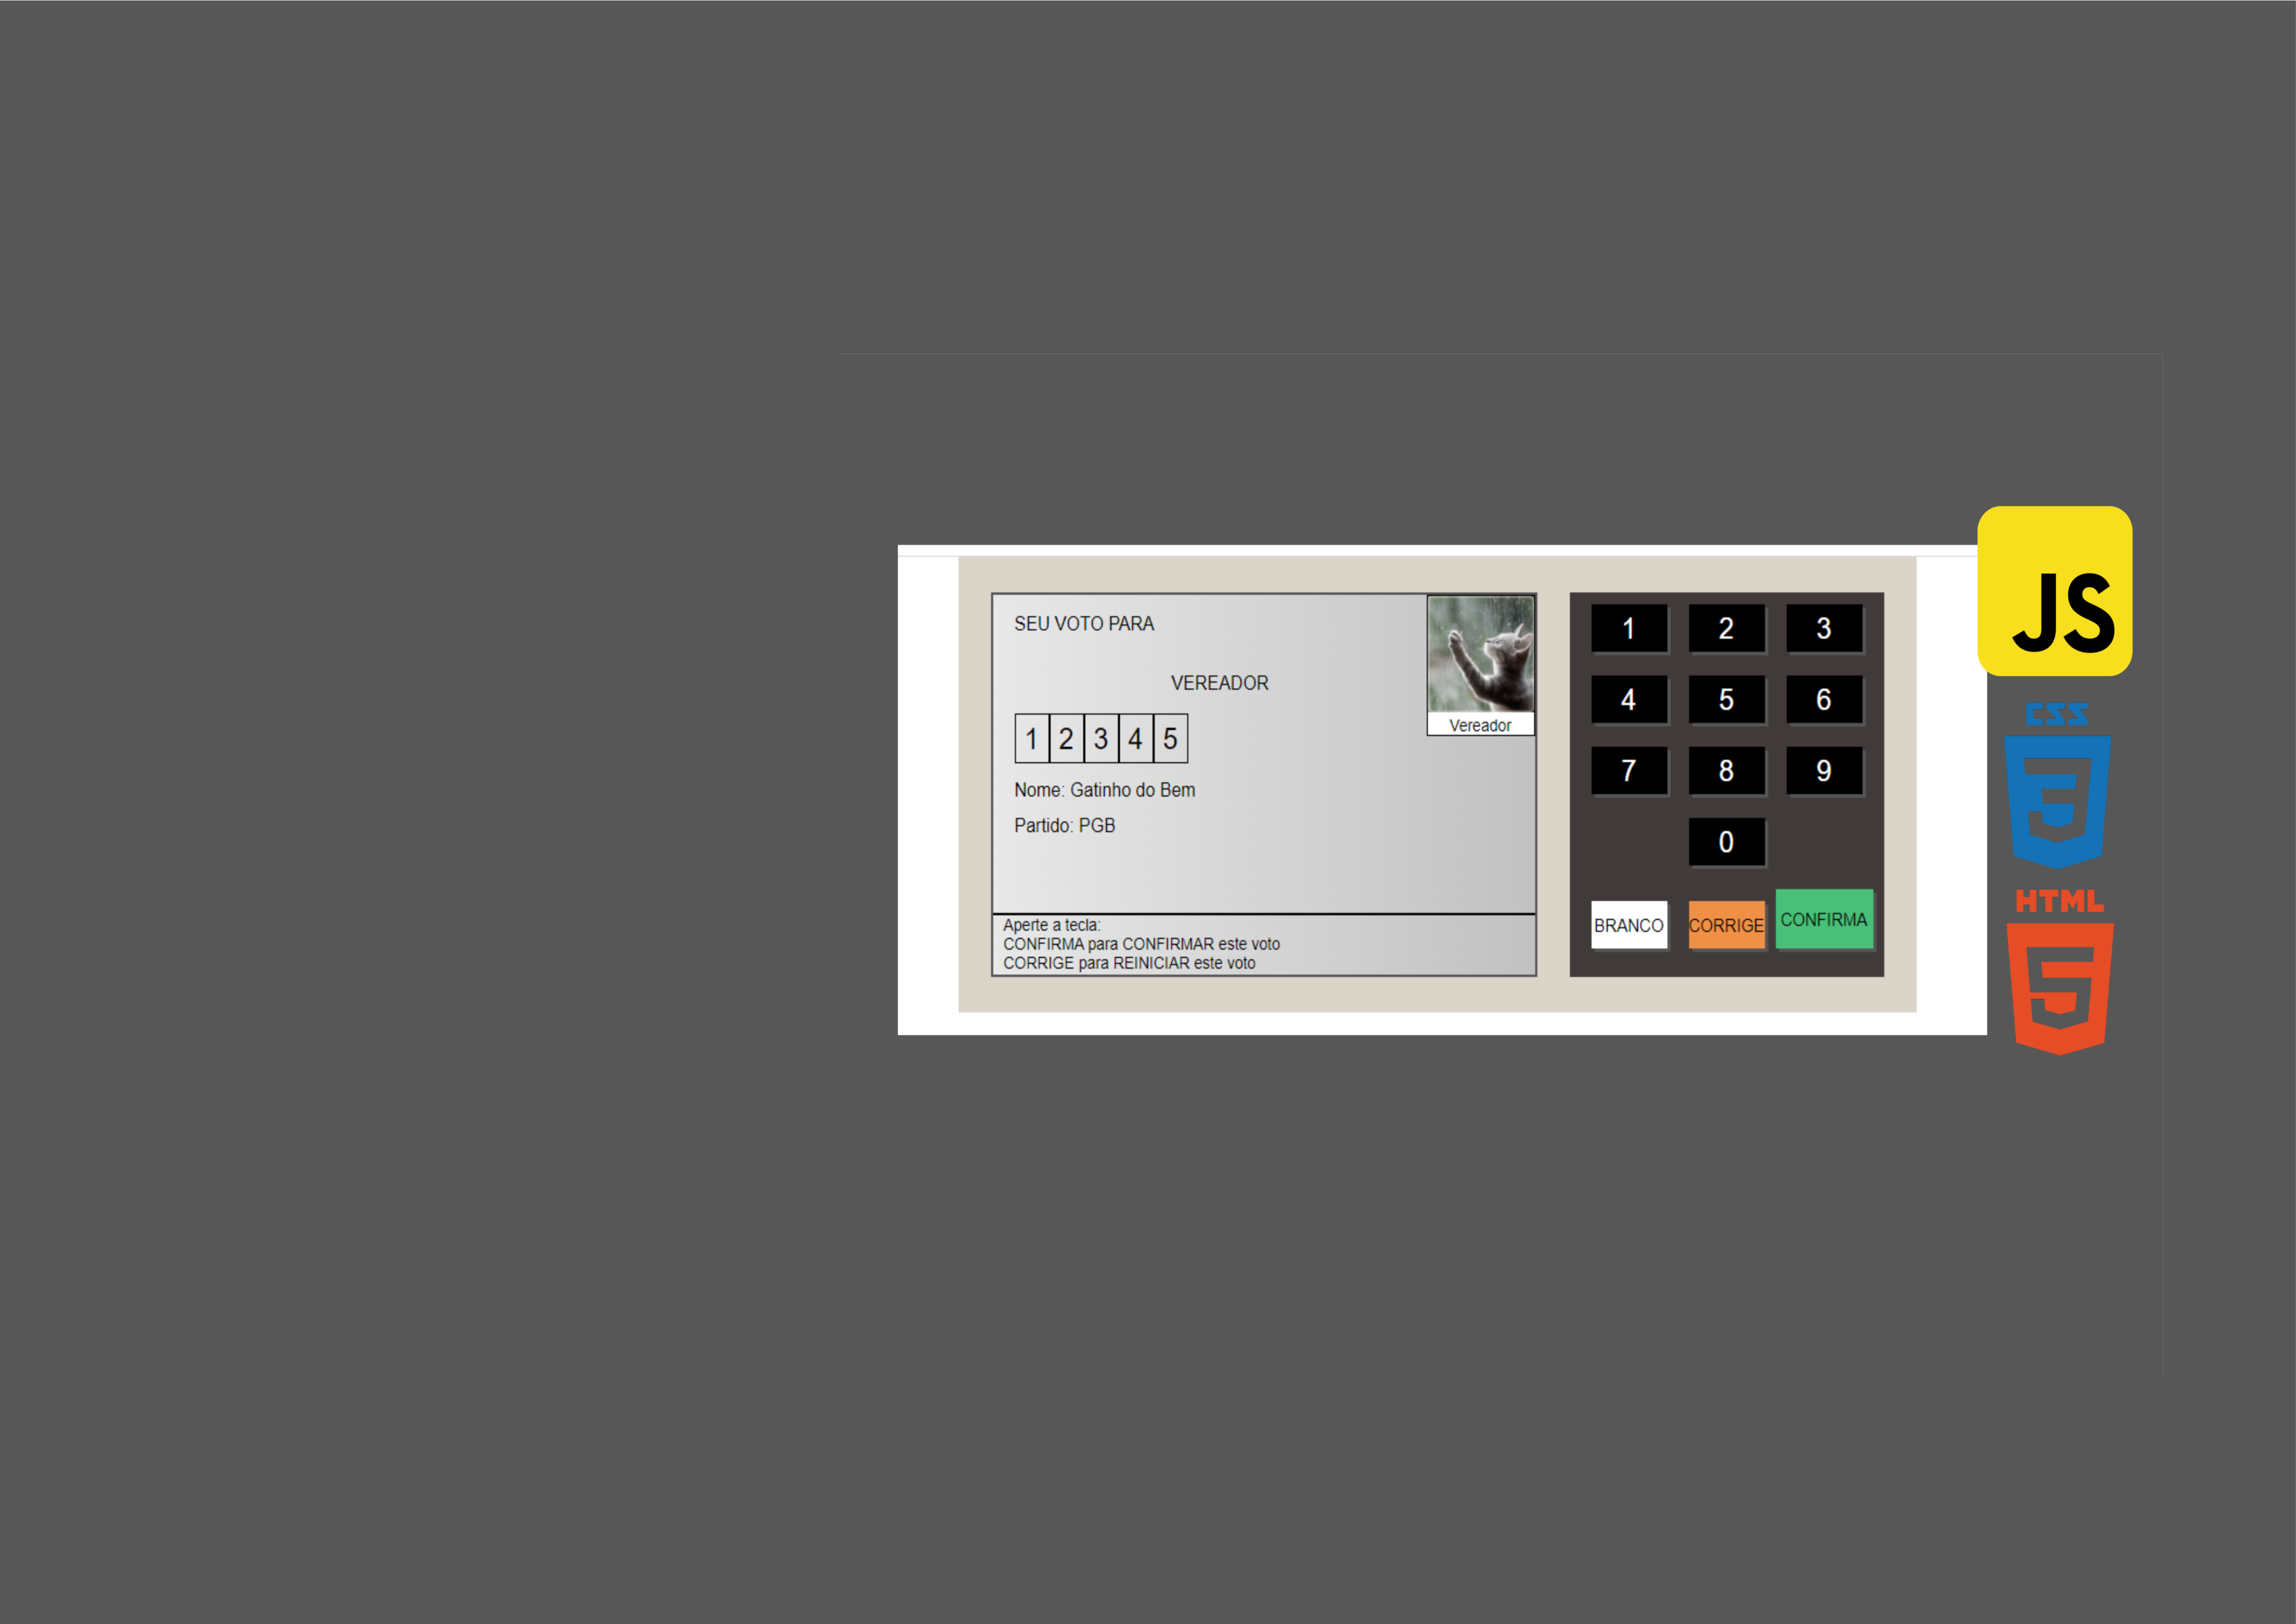 SEU VOTO PARA
VEREADOR
1 2 3 4 5
Nome: Gatinho do Bem
Partido: PGB
Vereador
Aperte a tecla:
CONFIRMA para CONFIRMAR este voto
CORRIGE para REINICIAR este voto
1 2 3
4 5 6
7 8 9
0
BRANCO CORRIGE CONFIRMA
JS
CSS
3
HTML
5